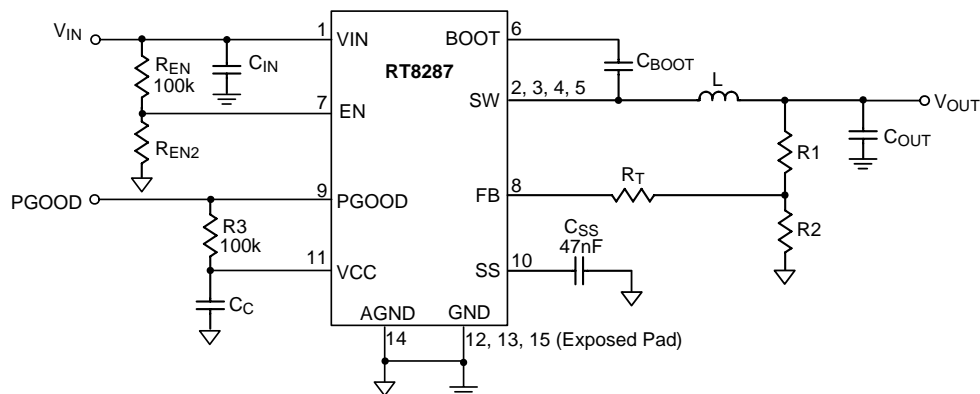 VIN
1
VIN
BOOT
6
REN
100k
CIN
RT8287
CBOOT
7
EN
SW
2, 3, 4, 5
L
VOUT
REN2
COUT
R1
PGOOD
9
PGOOD
FB
8
RT
R3
100k
R2
CSS
47nF
11
VCC
SS
10
CC
AGND
GND
14
12, 13, 15 (Exposed Pad)